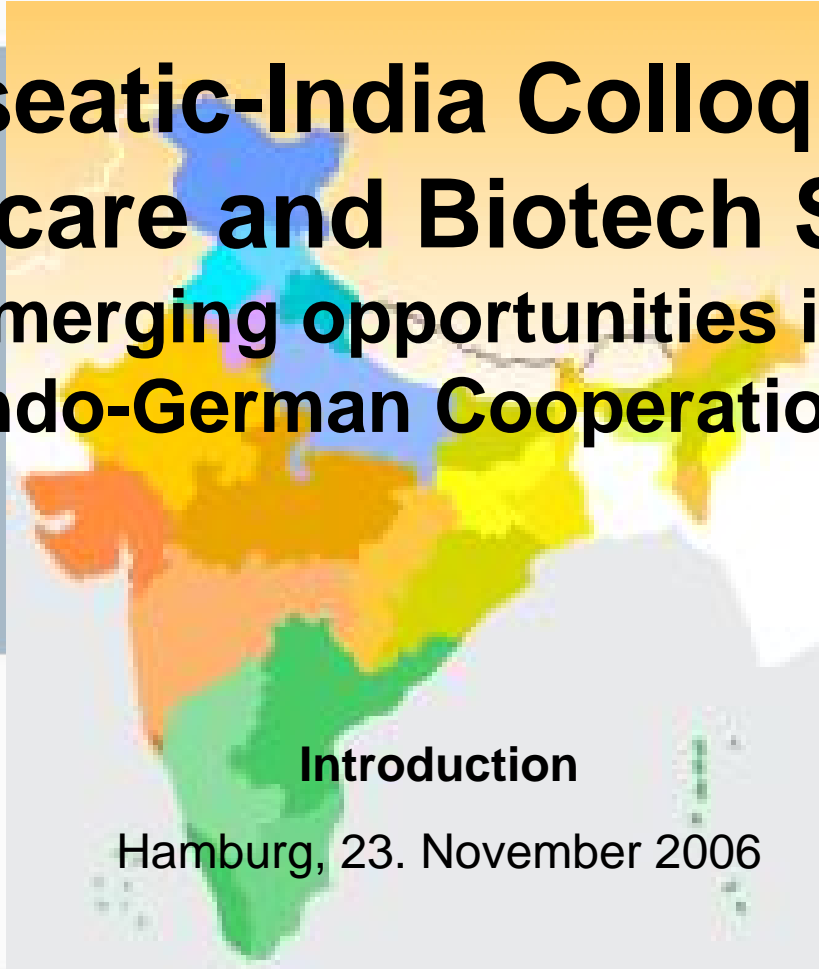 seatic-India Colloq
care and Biotech S
merging opportunities i
ndo-German Cooperatio
Introduction
Hamburg, 23. November 2006